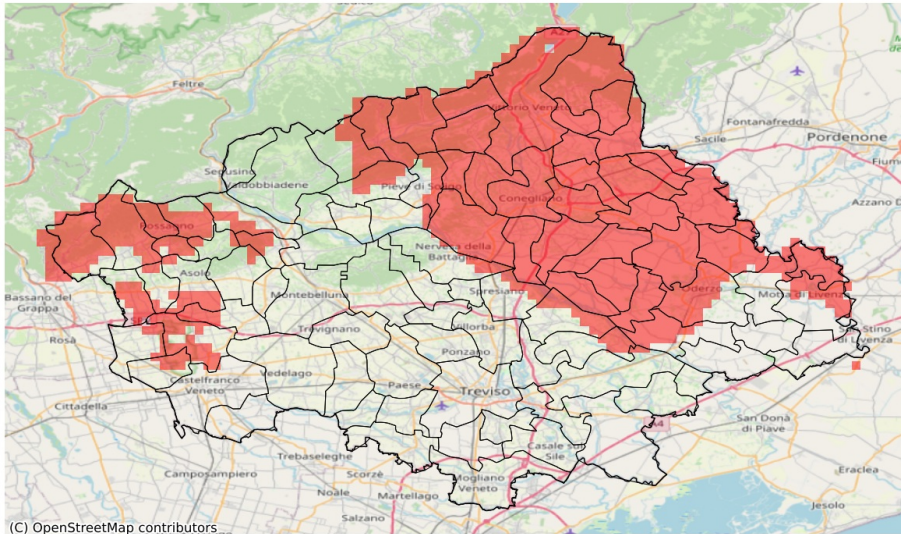 Feltre
Vittorio Veneto
Fontanafredda
Sacile
Pordenone
Segusino
Valdobbiadene
Pieve di Soligo
Conegliano
Azzano D
Possagno
Nervesa della
Battaglia
Asolo
Bassano del
Grappa
Montebelluna
Spresiano
Oderzo
Motta di Livenza
Rosà
Trevignano
Villorba
San Stino
di Livenza
Ponzano
Castelfranco
Veneto
Vedelago
Paese
Treviso
Cittadella
A4
San Donà
di Piave
Casale sul
Sile
Trebaseleghe
Camposampiero
Scorzè
Mogliano
Veneto
Eraclea
Noale
Martellago
Jesolo
Salzano
(C) OpenStreetMap contributors